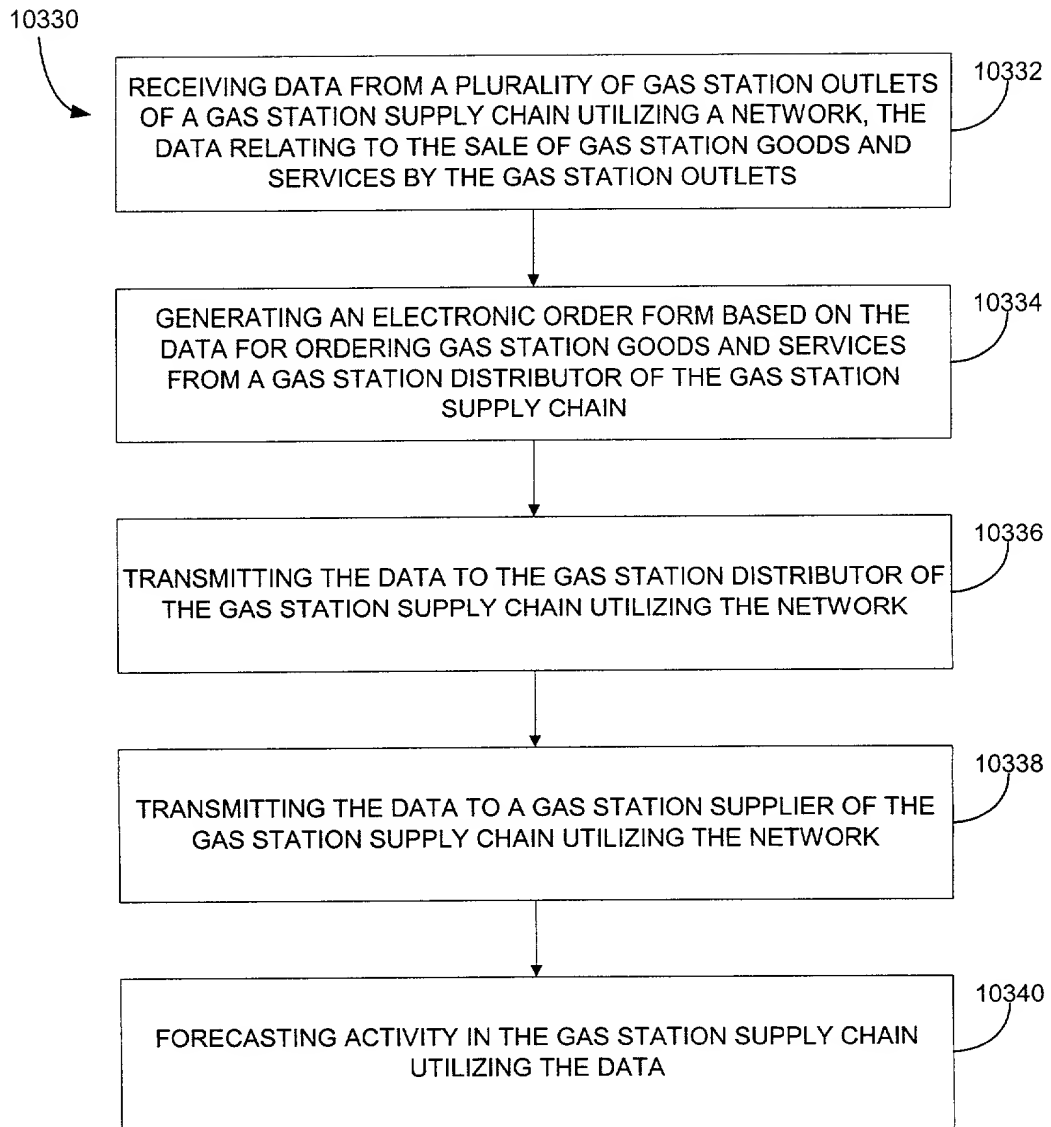 10330
RECEIVING DATA FROM A PLURALITY OF GAS STATION OUTLETS
OF A GAS STATION SUPPLY CHAIN UTILIZING A NETWORK, THE
DATA RELATING TO THE SALE OF GAS STATION GOODS AND
SERVICES BY THE GAS STATION OUTLETS
10332
GENERATING AN ELECTRONIC ORDER FORM BASED ON THE
DATA FOR ORDERING GAS STATION GOODS AND SERVICES
FROM A GAS STATION DISTRIBUTOR OF THE GAS STATION
SUPPLY CHAIN
10334
TRANSMITTING THE DATA TO THE GAS STATION DISTRIBUTOR OF
THE GAS STATION SUPPLY CHAIN UTILIZING THE NETWORK
10336
TRANSMITTING THE DATA TO A GAS STATION SUPPLIER OF THE
GAS STATION SUPPLY CHAIN UTILIZING THE NETWORK
10338
FORECASTING ACTIVITY IN THE GAS STATION SUPPLY CHAIN
UTILIZING THE DATA
10340